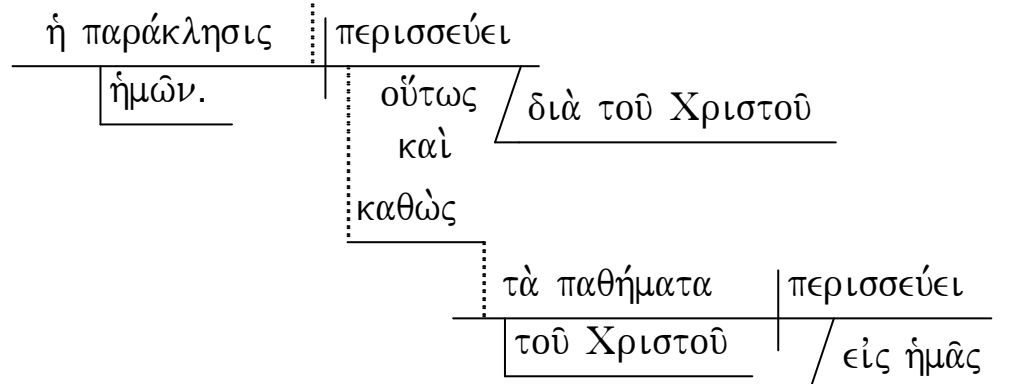 ἡ παράκλησις περισσεύει
ἡμῶν.
οὕτως
διὰ τοῦ Χριστοῦ
καὶ
καθὼς
τὰ παθήματα περισσεύει
τοῦ Χριστοῦ
εἰς ἡμᾶς